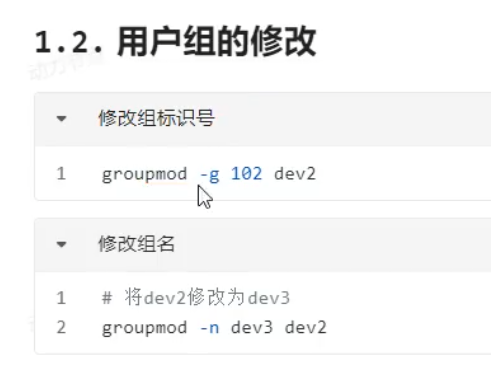 1.2. 用户组的修改
修改组标识号
1 groupmod -g 102 dev2
修改组名
1 # 将dev2修改为dev3
2 groupmod -n dev3 dev2